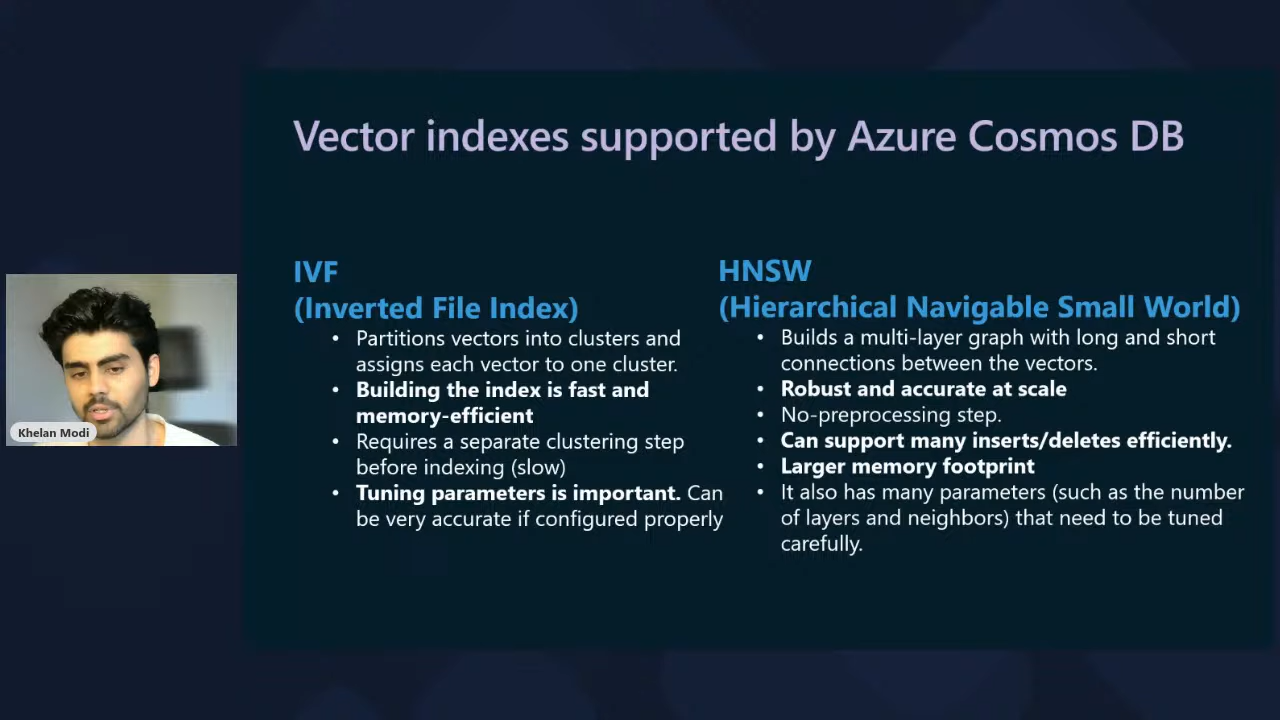 Vector indexes supported by Azure Cosmos DB
IVF
(Inverted File Index)
• Partitions vectors into clusters and
assigns each vector to one cluster.
• Building the index is fast and
memory-efficient
• Requires a separate clustering step
before indexing (slow)
• Tuning parameters is important. Can
be very accurate if configured properly
HNSW
(Hierarchical Navigable Small World)
• Builds a multi-layer graph with long and short
connections between the vectors.
• Robust and accurate at scale
• No-preprocessing step.
• Can support many inserts/deletes efficiently.
• Larger memory footprint
• It also has many parameters (such as the number
of layers and neighbors) that need to be tuned
carefully.
Khelan Modi